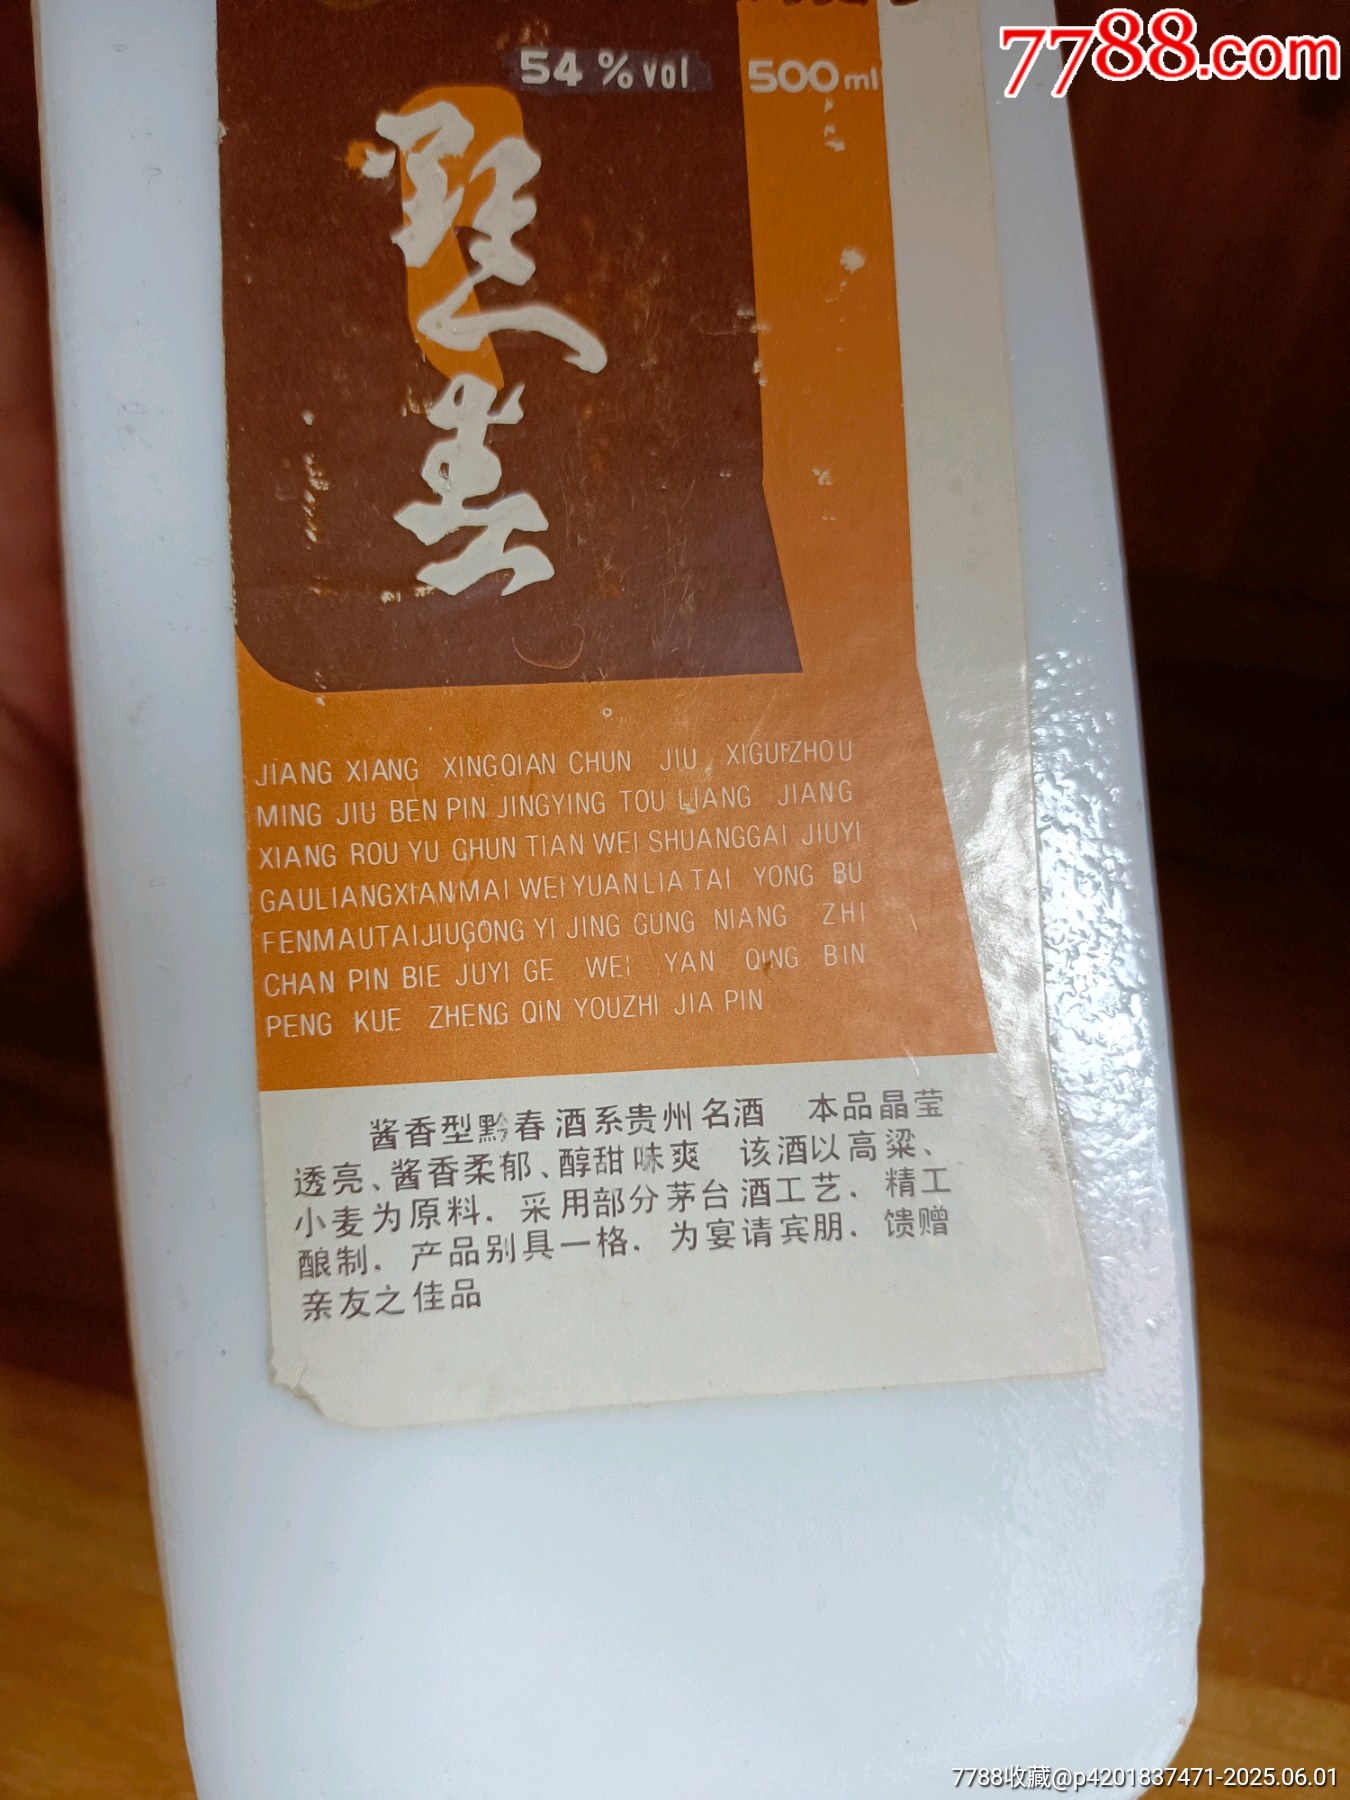 7788.com
54%vol 500ml
黔春
JIANG XIANG XINGQIAN CHUN JIU XIGUIZHOU
MING JIU BEN PIN JINGYING TOU LIANG JIANG
XIANG ROU YU CHUN TIAN WEI SHUANGGAI JIUYI
GAULIANGXIANMAI WEIYUANLIATAI YONG BU
FENMAUTAIJIUGONG YI JING GUNG NIANG ZHI
CHAN PIN BIE JUYI GE WEI YAN QING BIN
PENG KUE ZHENG QIN YOUZHI JIA PIN
酱香型黔春酒系贵州名酒 本品晶莹
透亮、酱香柔郁、醇甜味爽 该酒以高粱、
小麦为原料．采用部分茅台酒工艺．精工
酿制．产品别具一格．为宴请宾朋．馈赠
亲友之佳品
7788收藏@p4201837471-2025.06.01